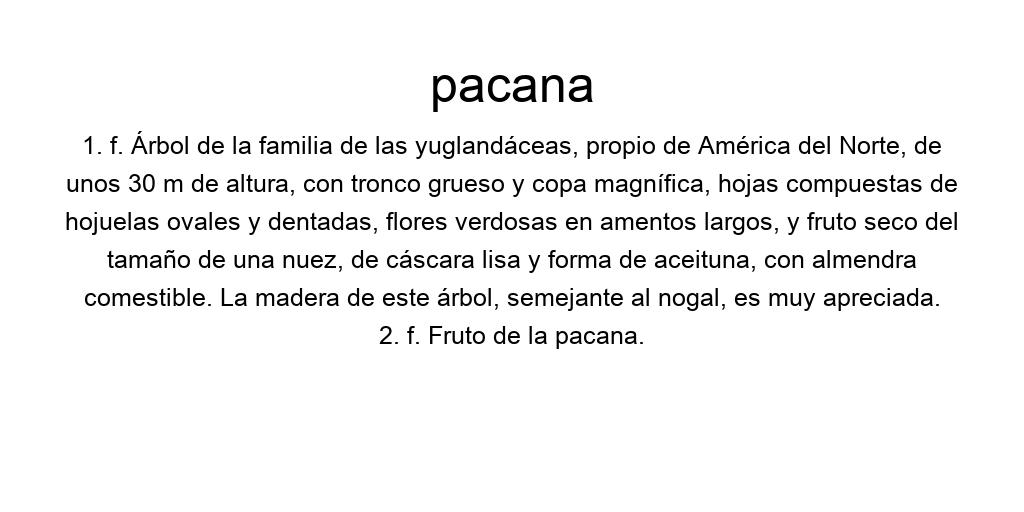 pacana
1. f. Árbol de la familia de las yuglandáceas, propio de América del Norte, de
unos 30 m de altura, con tronco grueso y copa magnífica, hojas compuestas de
hojuelas ovales y dentadas, flores verdosas en amentos largos, y fruto seco del
tamaño de una nuez, de cáscara lisa y forma de aceituna, con almendra
comestible. La madera de este árbol, semejante al nogal, es muy apreciada.
2. f. Fruto de la pacana.